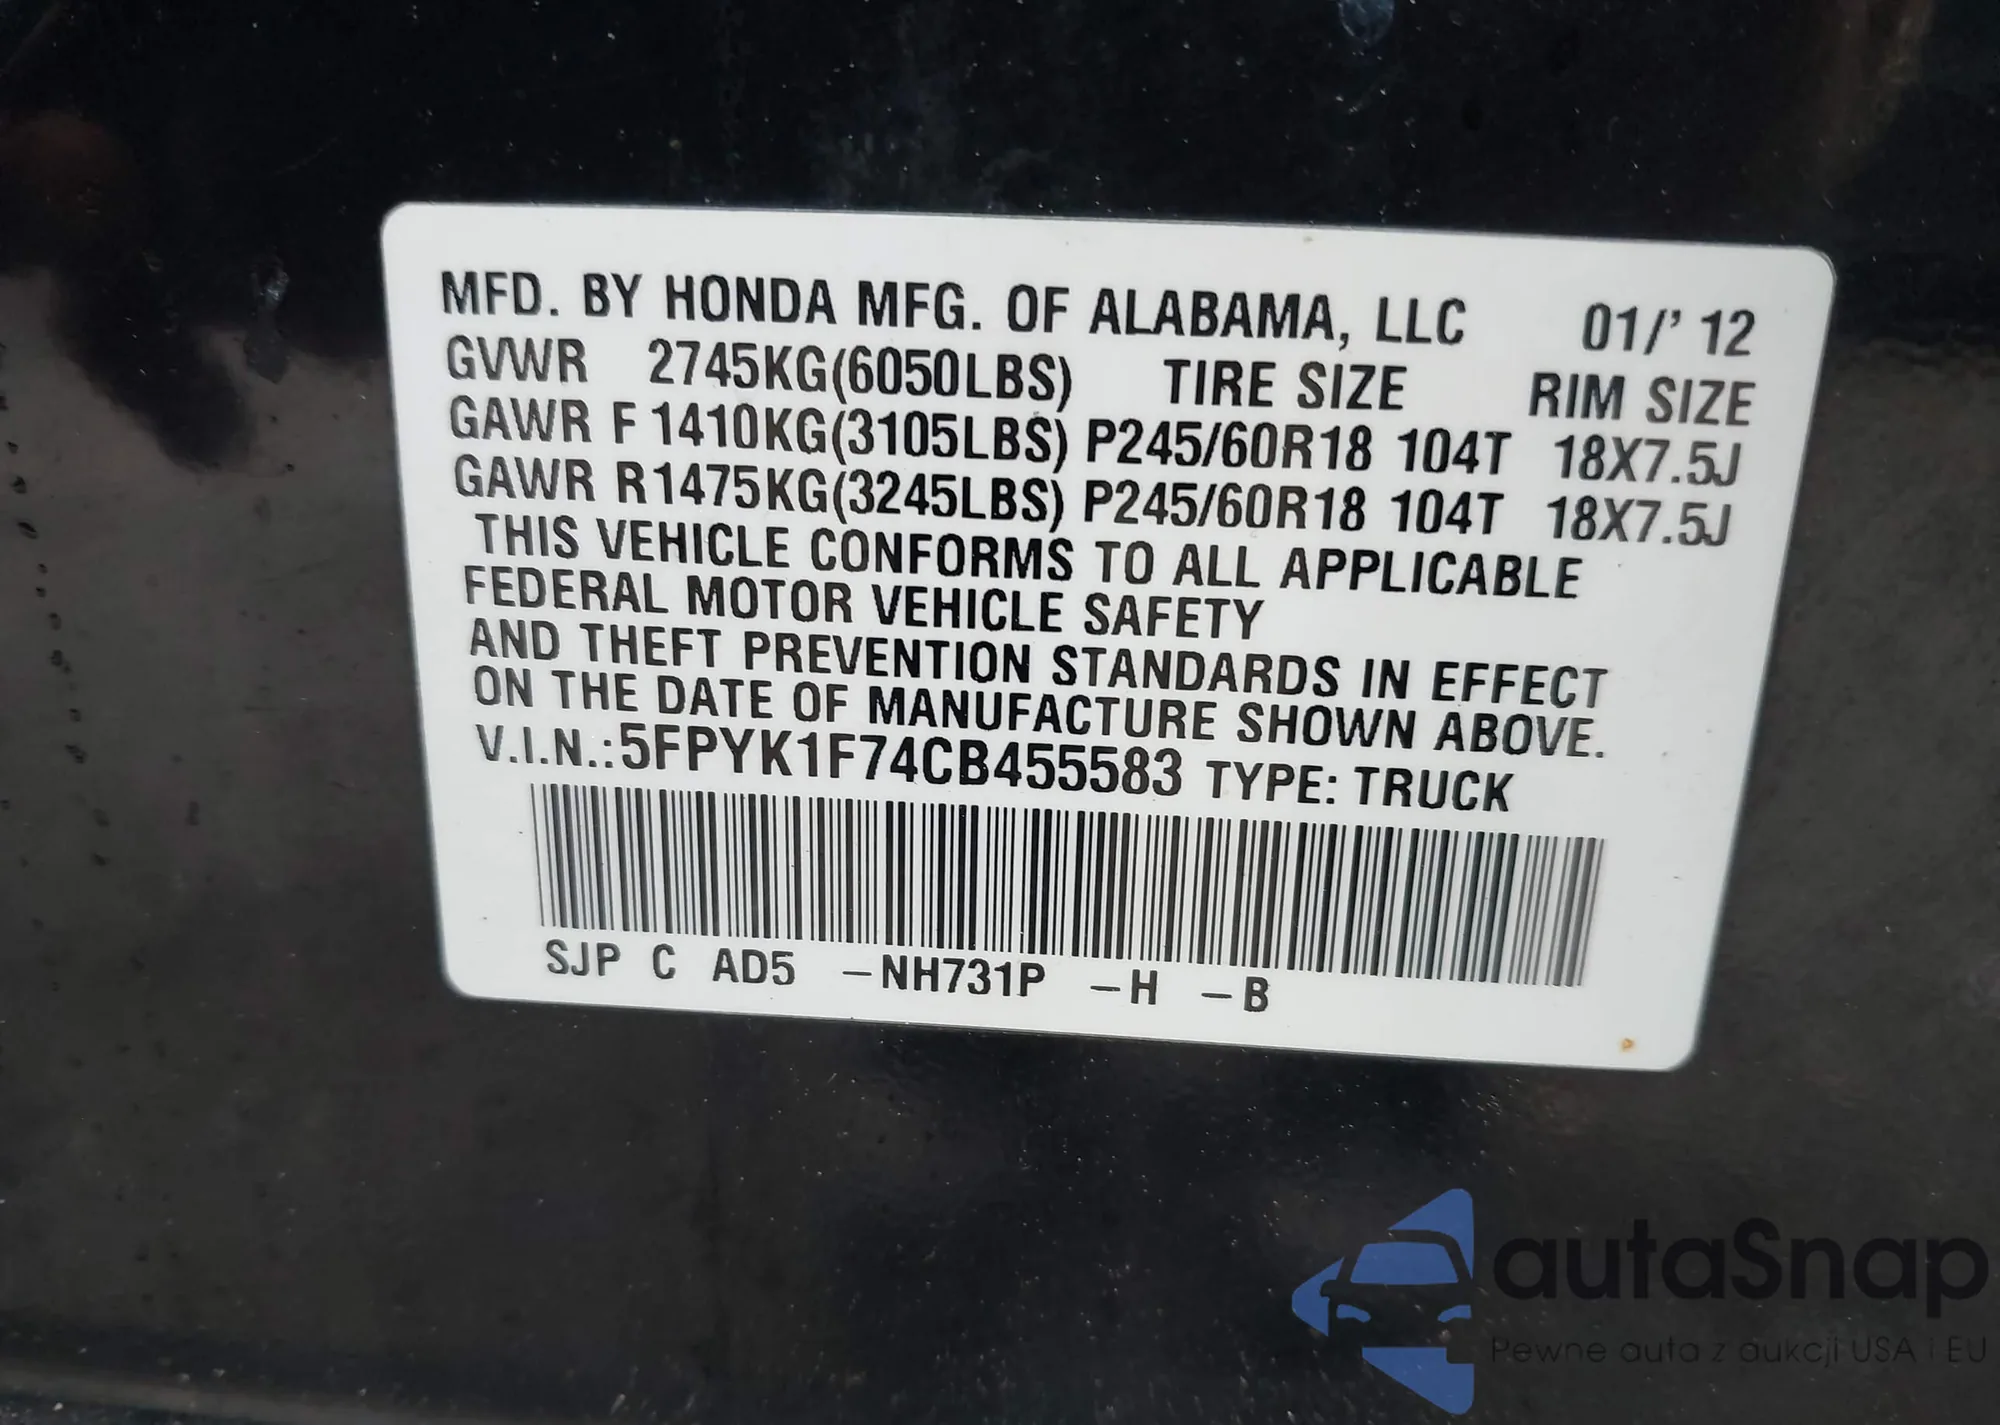 MFD. BY HONDA MFG. OF ALABAMA, LLC 01/' 12
GVWR 2745KG(6050LBS) TIRE SIZE RIM SIZE
GAWR F 1410KG(3105LBS) P245/60R18 104T 18X7.5J
GAWR R1475KG(3245LBS) P245/60R18 104T 18X7.5J
THIS VEHICLE CONFORMS TO ALL APPLICABLE
FEDERAL MOTOR VEHICLE SAFETY
AND THEFT PREVENTION STANDARDS IN EFFECT
ON THE DATE OF MANUFACTURE SHOWN ABOVE.
V.I.N.:5FPYK1F74CB455583 TYPE: TRUCK
SJP C AD5 –NH731P –H –B
autaSnap
Pewne auta z aukcji USA i EU